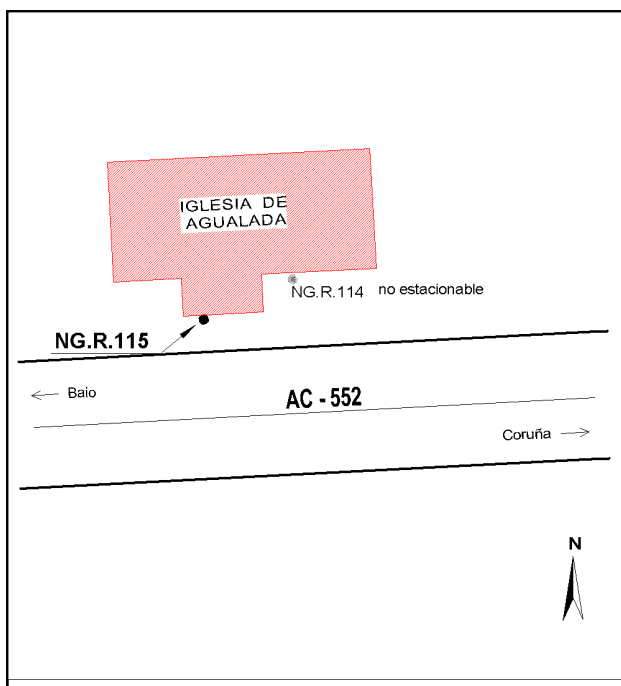 IGLESIA DE
AGUALADA
NG.R.114 no estacionable
NG.R.115
Baio
AC - 552
Coruña
N